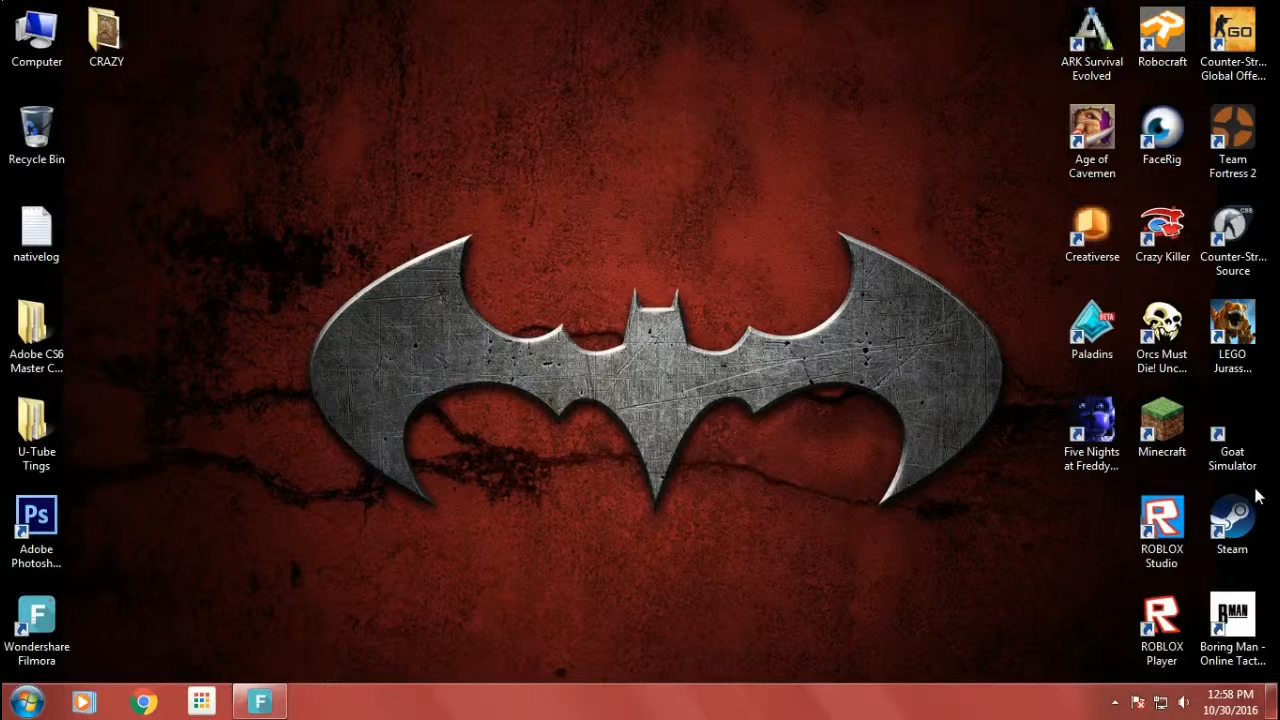 Computer
CRAZY
Recycle Bin
nativelog
Adobe CS6
Master C...
U-Tube
Tings
Ps
Adobe
Photosh...
F
Wondershare
Filmora
ARK Survival
Evolved
Robocraft
GO
Counter-Str...
Global Offe...
Age of
Cavemen
FaceRig
Team
Fortress 2
Creativerse
Crazy Killer
CSS
Counter-Str...
Source
BETA
Paladins
Orcs Must
Die! Unc...
LEGO
Jurass...
Five Nights
at Freddy...
Minecraft
Goat
Simulator
R
ROBLOX
Studio
Steam
R
ROBLOX
Player
BMAN
Boring Man -
Online Tact...
F
12:58 PM
10/30/2016